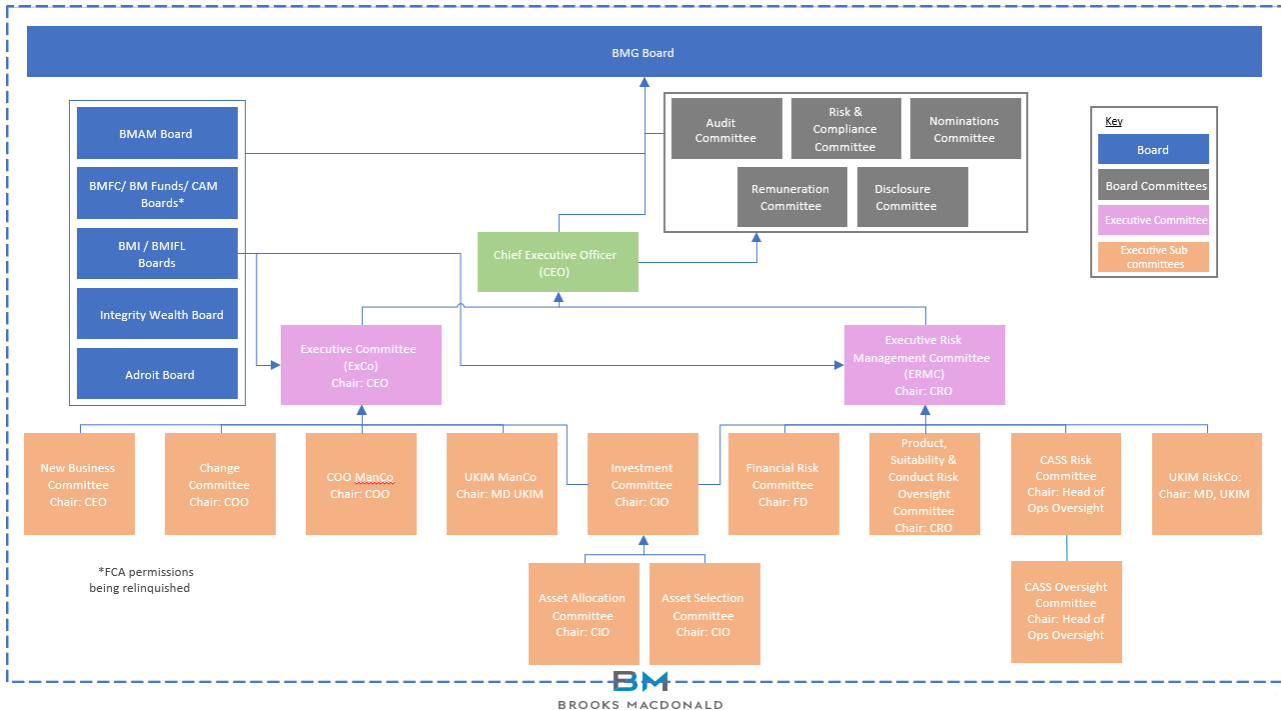 BMG Board
BMAM Board
BMFC/ BM Funds/ CAM
Boards*
BMI / BMIFL
Boards
Integrity Wealth Board
Adroit Board
Audit
Committee
Risk &
Compliance
Committee
Nominations
Committee
Remuneration
Committee
Disclosure
Committee
Key
Board
Board Committees
Executive Committee
Executive Sub
committees
Chief Executive Officer
(CEO)
Executive Committee
(ExCo)
Chair: CEO
Executive Risk
Management Committee
(ERMC)
Chair: CRO
New Business
Committee
Chair: CEO
Change
Committee
Chair: COO
COO ManCo
Chair: COO
UKIM ManCo
Chair: MD UKIM
Investment
Committee
Chair: CIO
Financial Risk
Committee
Chair: FD
Product,
Suitability &
Conduct Risk
Oversight
Committee
Chair: CRO
CASS Risk
Committee
Chair: Head of
Ops Oversight
UKIM RiskCo:
Chair: MD, UKIM
*FCA permissions
being relinquished
Asset Allocation
Committee
Chair: CIO
Asset Selection
Committee
Chair: CIO
CASS Oversight
Committee
Chair: Head of
Ops Oversight
BM
BROOKS MACDONALD